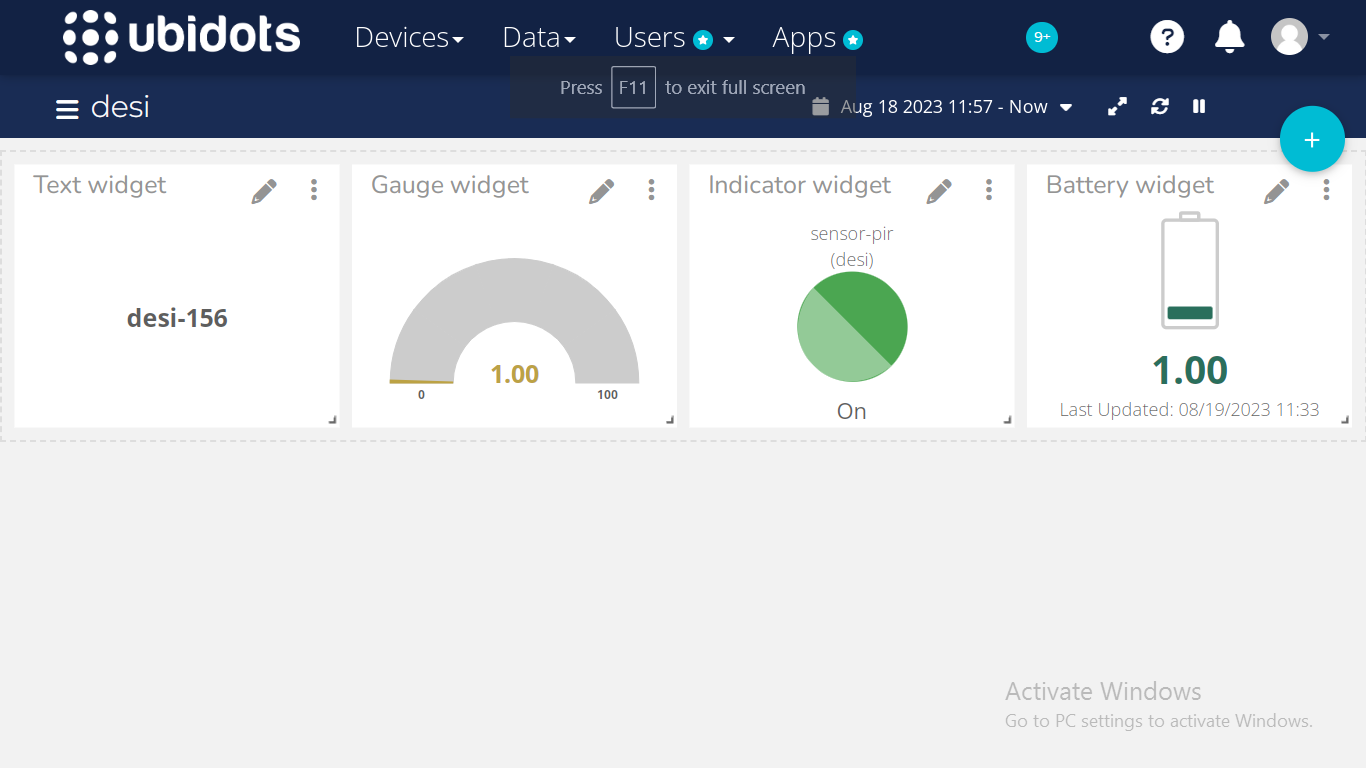 ubidots Devices Data Users Apps 9+ ?
Press F11 to exit full screen
desi Aug 18 2023 11:57 - Now
+
Text widget
desi-156
Gauge widget
1.00
0 100
Indicator widget
sensor-pir
(desi)
On
Battery widget
1.00
Last Updated: 08/19/2023 11:33
Activate Windows
Go to PC settings to activate Windows.